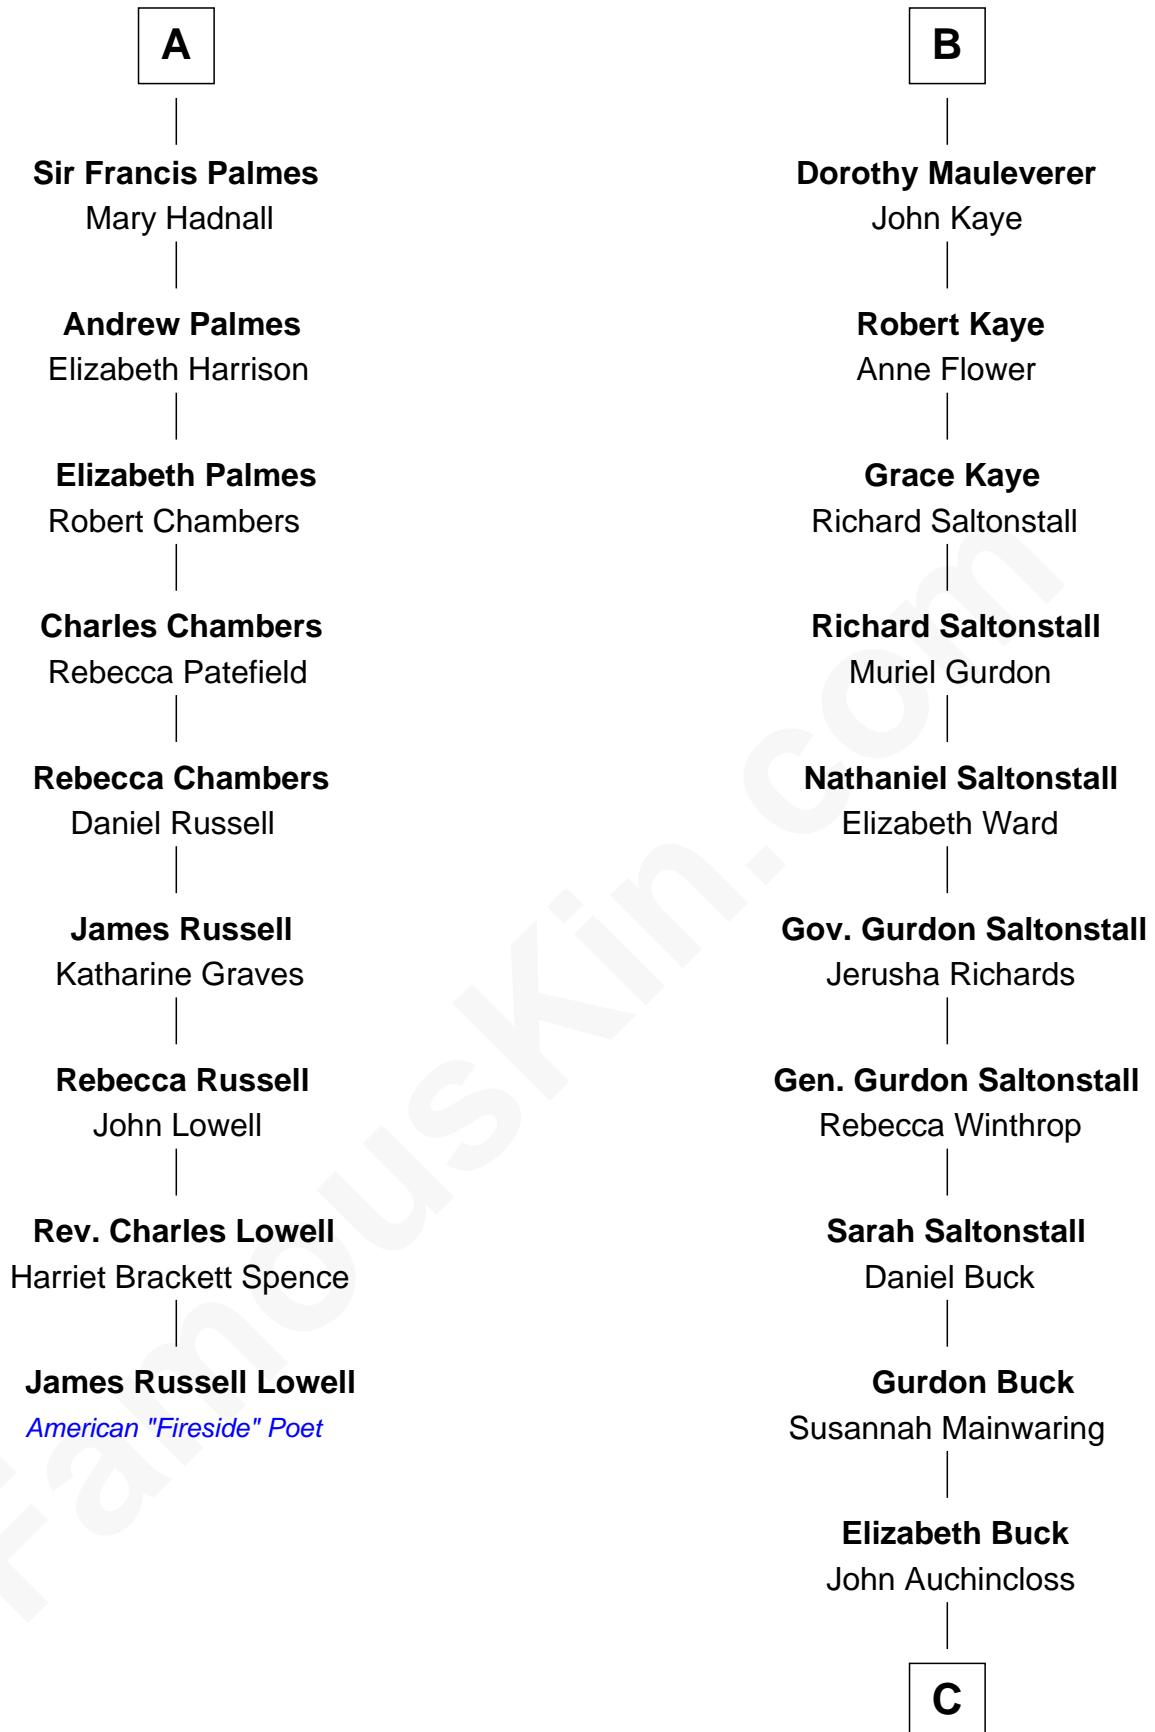 A
Sir Francis Palmes
Mary Hadnall
Andrew Palmes
Elizabeth Harrison
Elizabeth Palmes
Robert Chambers
Charles Chambers
Rebecca Patefield
Rebecca Chambers
Daniel Russell
James Russell
Katharine Graves
Rebecca Russell
John Lowell
Rev. Charles Lowell
Harriet Brackett Spence
James Russell Lowell
American "Fireside" Poet
B
Dorothy Mauleverer
John Kaye
Robert Kaye
Anne Flower
Grace Kaye
Richard Saltonstall
Richard Saltonstall
Muriel Gurdon
Nathaniel Saltonstall
Elizabeth Ward
Gov. Gurdon Saltonstall
Jerusha Richards
Gen. Gurdon Saltonstall
Rebecca Winthrop
Sarah Saltonstall
Daniel Buck
Gurdon Buck
Susannah Mainwaring
Elizabeth Buck
John Auchincloss
C
FamousKin.com